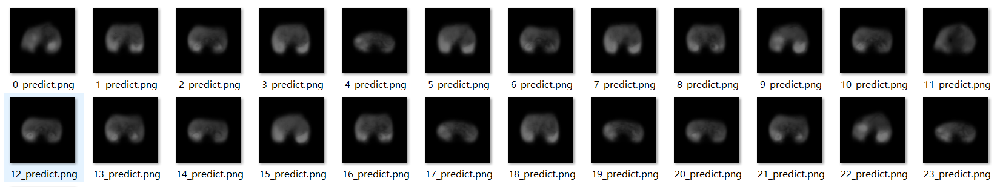 0_predict.png 1_predict.png 2_predict.png 3_predict.png 4_predict.png 5_predict.png 6_predict.png 7_predict.png 8_predict.png 9_predict.png 10_predict.png 11_predict.png
12_predict.png 13_predict.png 14_predict.png 15_predict.png 16_predict.png 17_predict.png 18_predict.png 19_predict.png 20_predict.png 21_predict.png 22_predict.png 23_predict.png